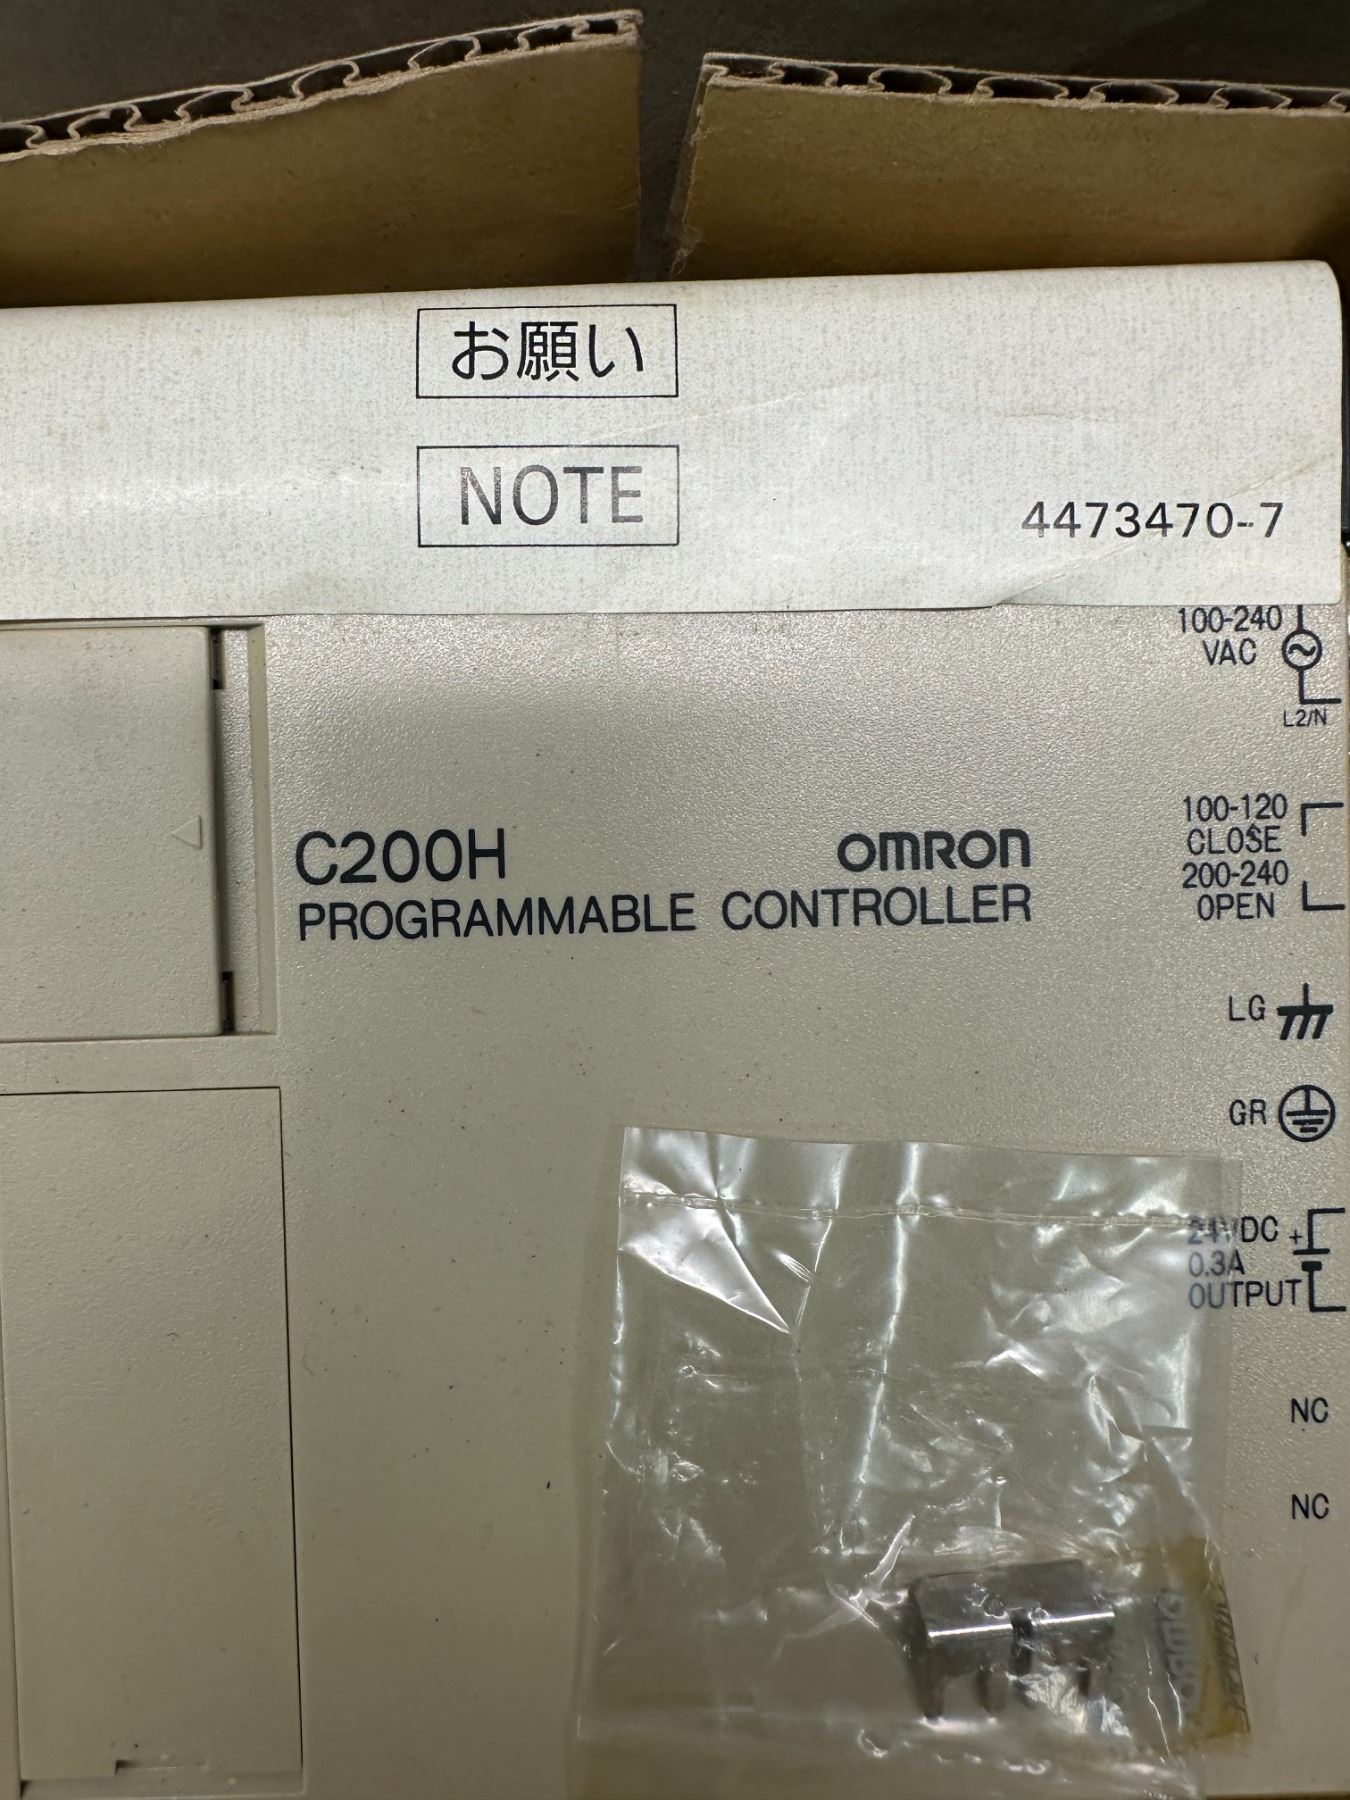 お願い
NOTE
4473470-7
100-240
VAC
L2/N
C200H
OMRON
PROGRAMMABLE CONTROLLER
100-120
CLOSE
200-240
OPEN
LG
GR
24VDC +
0.3A
OUTPUT
NC
NC